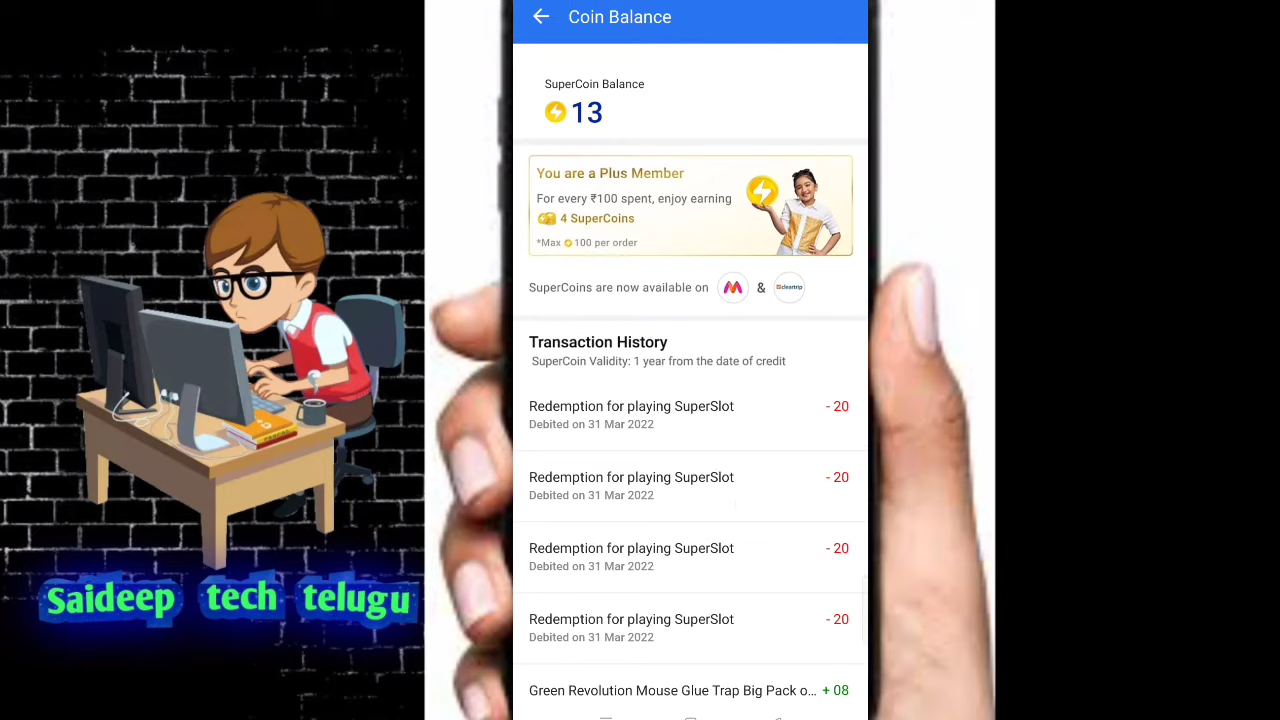 Coin Balance
SuperCoin Balance
13
You are a Plus Member
For every ₹100 spent, enjoy earning
4 SuperCoins
*Max 100 per order
SuperCoins are now available on & cleartrip
Transaction History
SuperCoin Validity: 1 year from the date of credit
Redemption for playing SuperSlot - 20
Debited on 31 Mar 2022
Redemption for playing SuperSlot - 20
Debited on 31 Mar 2022
Redemption for playing SuperSlot - 20
Debited on 31 Mar 2022
Redemption for playing SuperSlot - 20
Debited on 31 Mar 2022
Green Revolution Mouse Glue Trap Big Pack o... + 08
Saideep tech telugu